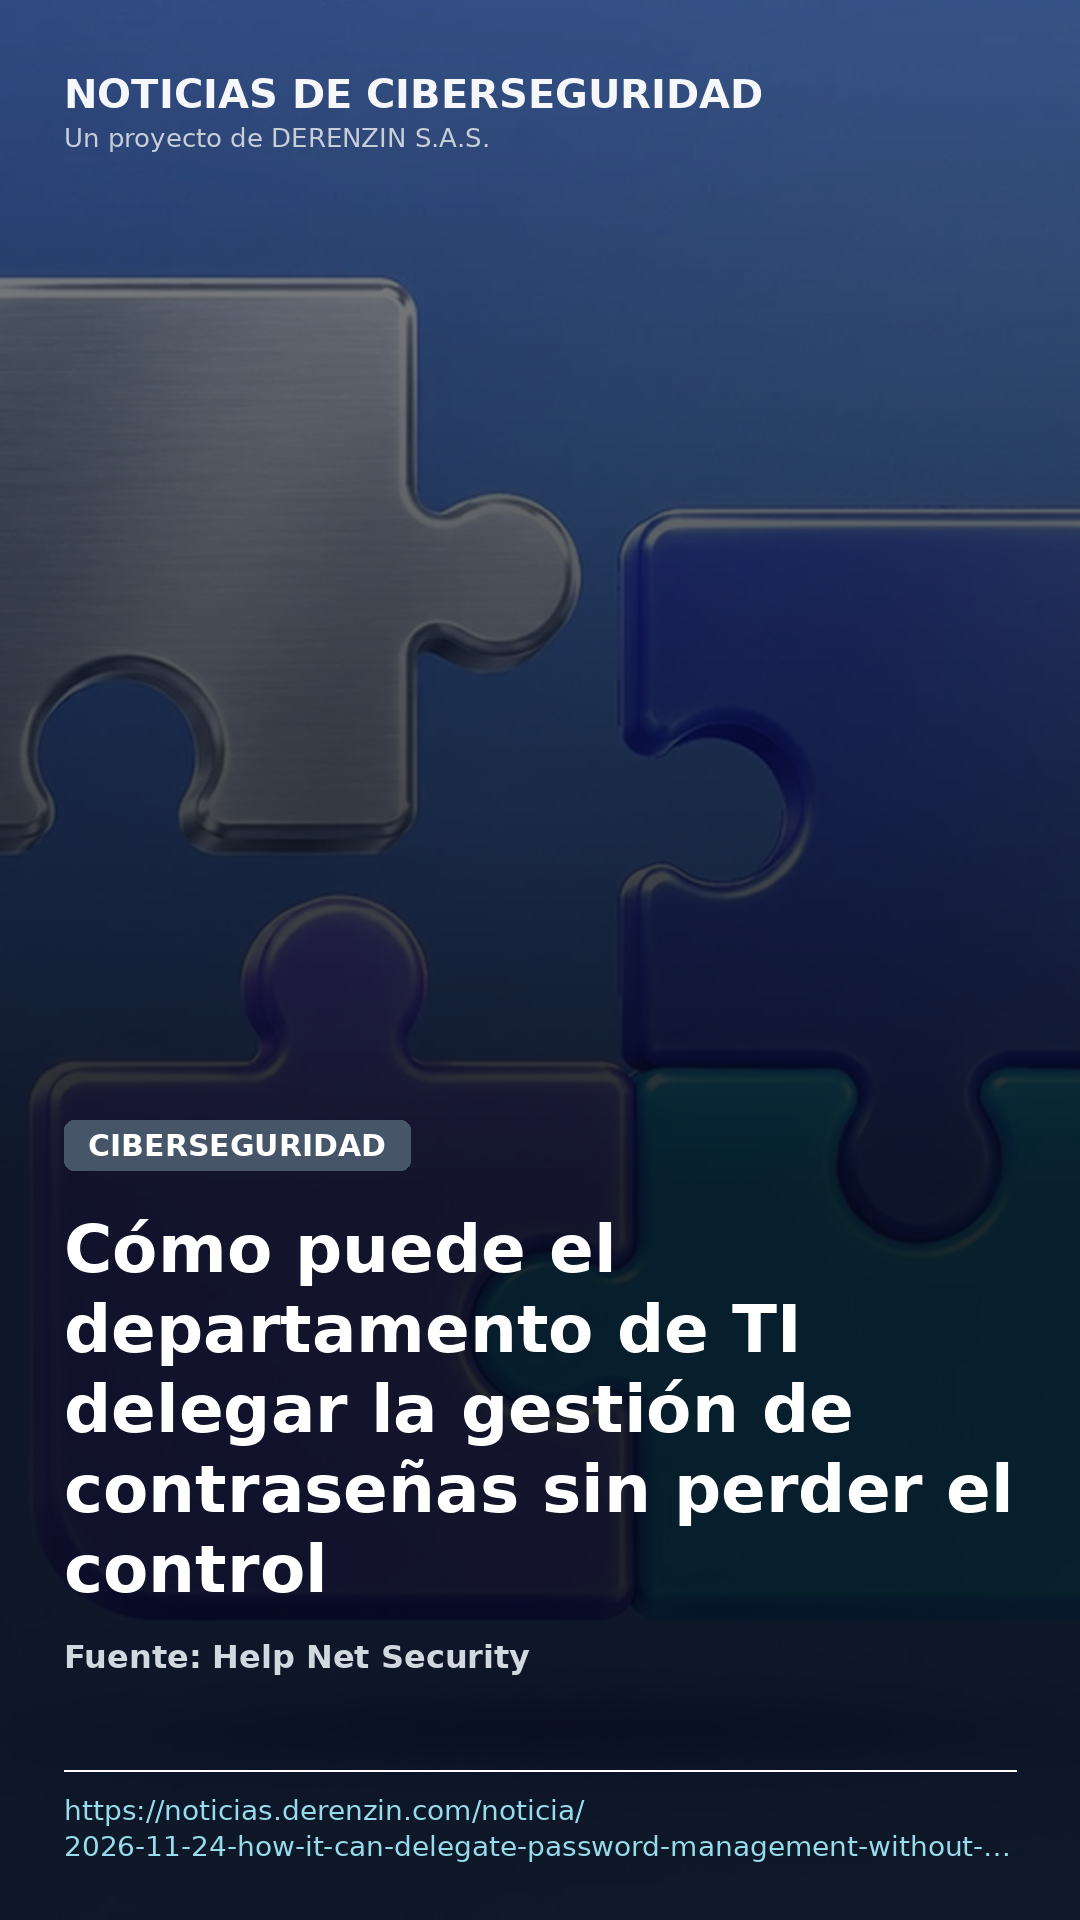 NOTICIAS DE CIBERSEGURIDAD
Un proyecto de DERENZIN S.A.S.
CIBERSEGURIDAD
Cómo puede el
departamento de TI
delegar la gestión de
contraseñas sin perder el
control
Fuente: Help Net Security
https://noticias.derenzin.com/noticia/
2026-11-24-how-it-can-delegate-password-management-without-...